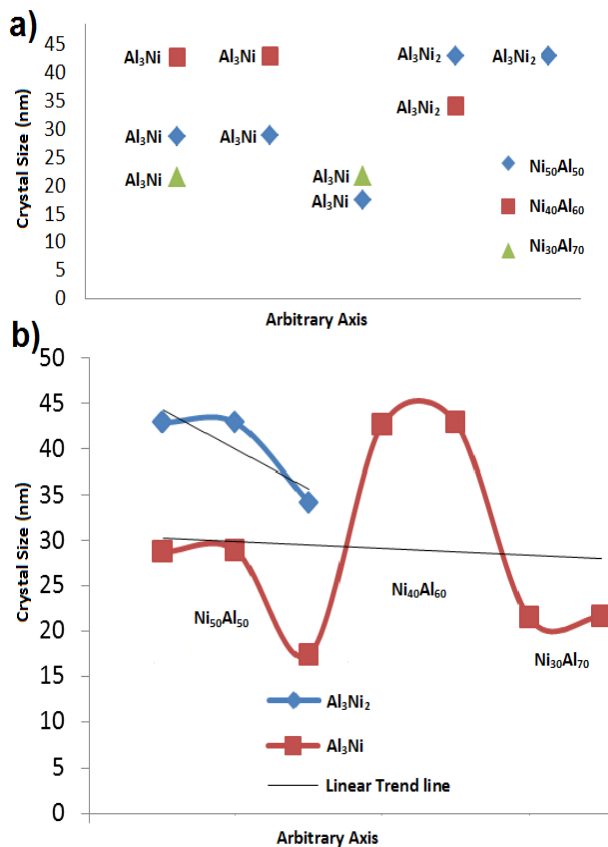 a)
45
40
35
30
25
20
15
10
5
0
Crystal Size (nm)
Al₃Ni
Al₃Ni
Al₃Ni₂
Al₃Ni₂
Al₃Ni₂
Al₃Ni
Al₃Ni
Al₃Ni
Al₃Ni
Al₃Ni
Ni₅₀Al₅₀
Ni₄₀Al₆₀
Ni₃₀Al₇₀
Arbitrary Axis
b)
50
45
40
35
30
25
20
15
10
5
0
Crystal Size (nm)
Ni₅₀Al₅₀
Ni₄₀Al₆₀
Ni₃₀Al₇₀
Al₃Ni₂
Al₃Ni
Linear Trend line
Arbitrary Axis